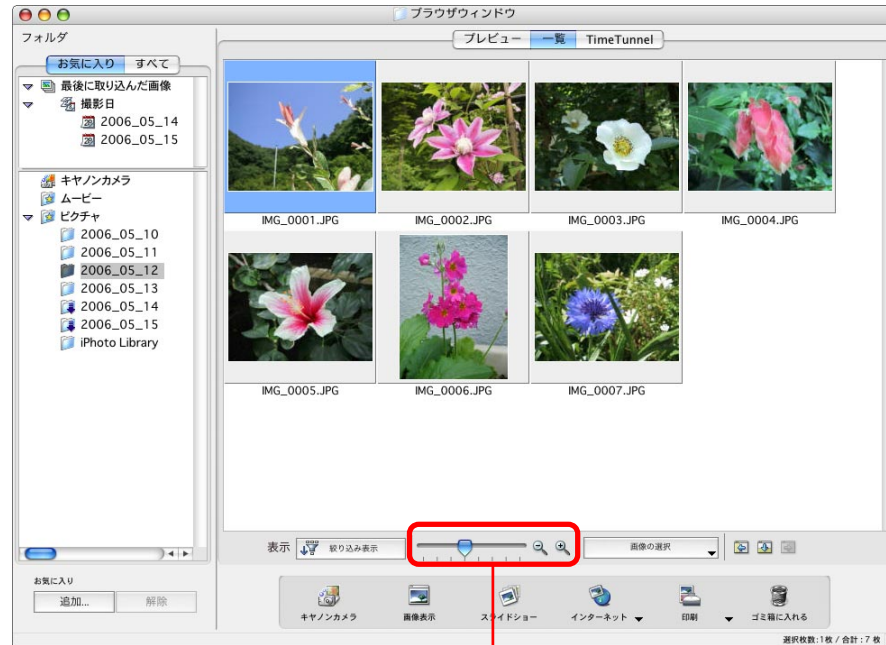 ブラウザウィンドウ
フォルダ
お気に入り すべて
プレビュー 一覧 TimeTunnel
最後に取り込んだ画像
撮影日
2006_05_14
2006_05_15
キヤノンカメラ
ムービー
ピクチャ
2006_05_10
2006_05_11
2006_05_12
2006_05_13
2006_05_14
2006_05_15
iPhoto Library
IMG_0001.JPG IMG_0002.JPG IMG_0003.JPG IMG_0004.JPG
IMG_0005.JPG IMG_0006.JPG IMG_0007.JPG
表示 絞り込み表示 画像の選択
お気に入り
追加... 解除
キヤノンカメラ 画像表示 スライドショー インターネット 印刷 ゴミ箱に入れる
選択枚数:1枚 / 合計:7枚